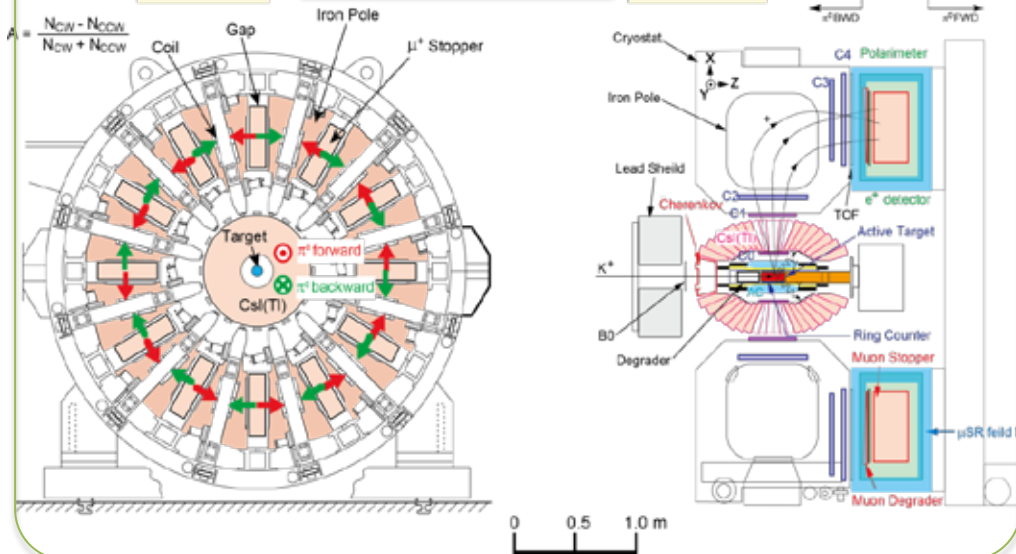 π⁰BWD
π⁰FWD
A = (N_CW - N_CCW) / (N_CW + N_CCW)
Coil
Gap
Iron Pole
μ⁺ Stopper
Target
π⁰ forward
π⁰ backward
CsI(Tl)
Cryostat
X
Y
Z
C4
Polarimeter
C3
Iron Pole
+
Lead Sheild
C2
TOF
e⁺ detector
Cherenkov
C1
CsI(Tl)
Active Target
K⁺
B0
Ring Counter
Degrader
Muon Stopper
μSR feild
Muon Degrader
0
0.5
1.0 m